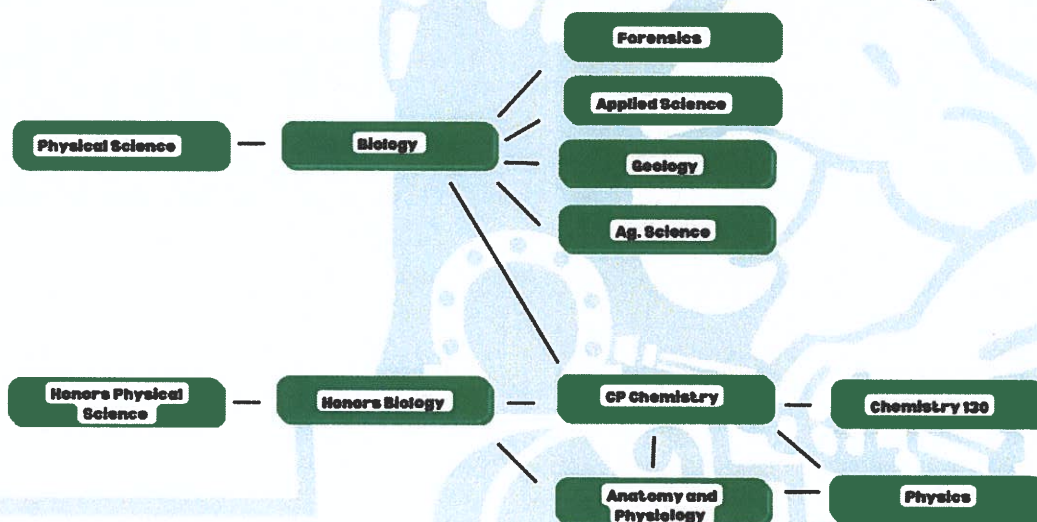 Forensics
Applied Science
Physical Science
Biology
Geology
Ag. Science
Honors Physical
Science
Honors Biology
CP Chemistry
Chemistry 130
Anatomy and
Physiology
Physics